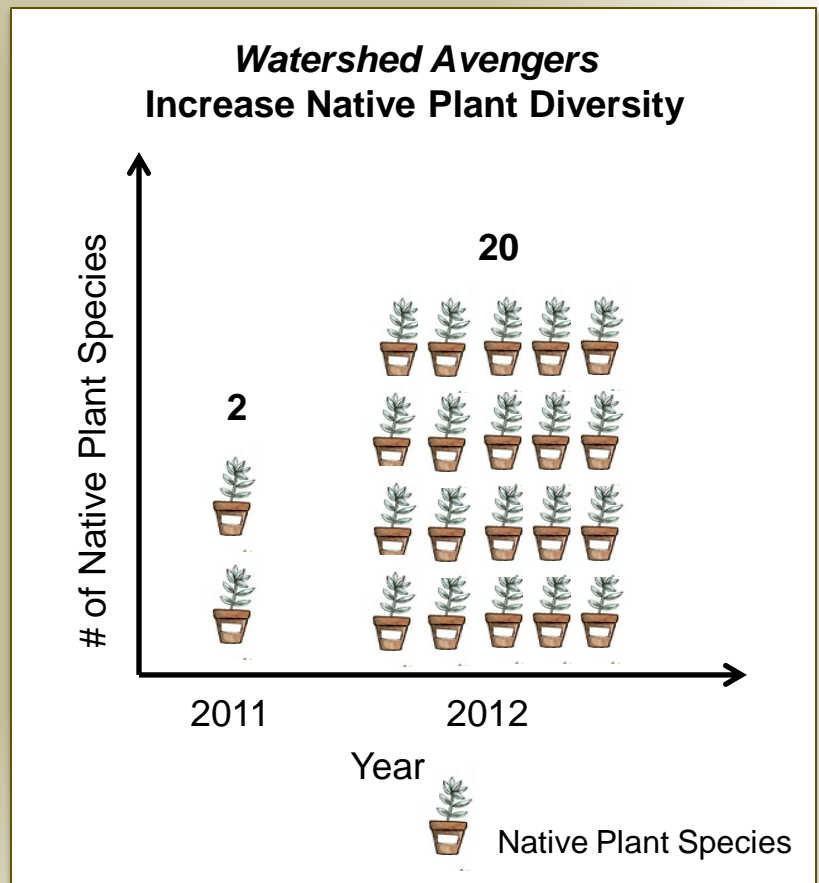 Watershed Avengers
Increase Native Plant Diversity
# of Native Plant Species
20
2
2011
2012
Year
Native Plant Species